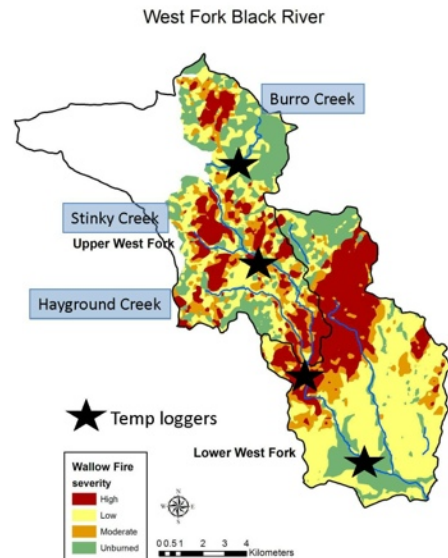 West Fork Black River
Burro Creek
Stinky Creek
Upper West Fork
Hayground Creek
Temp loggers
Lower West Fork
Wallow Fire
severity
High
Low
Moderate
Unburned
N
W E
S
0 0.5 1 2 3 4
Kilometers